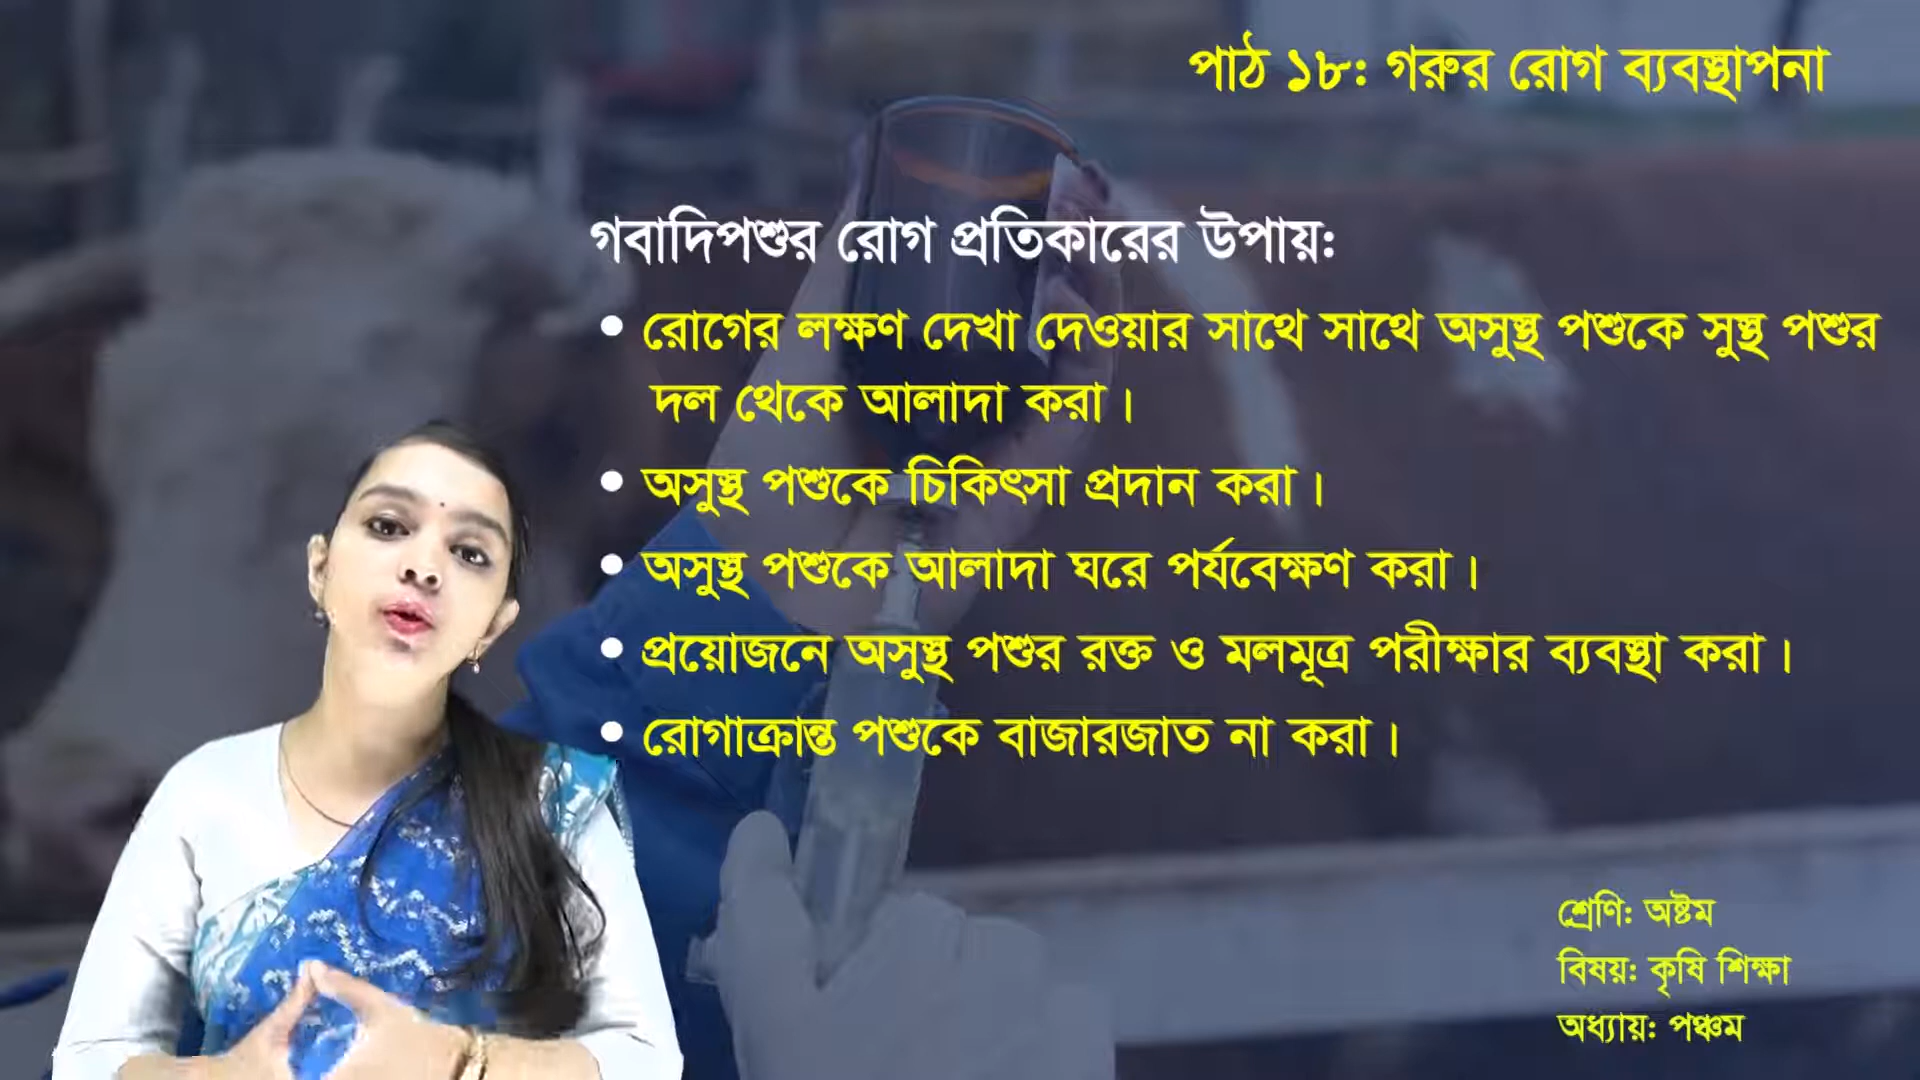 পাঠ ১৮: গরুর রোগ ব্যবস্থাপনা
গবাদিপশুর রোগ প্রতিকারের উপায়:
• রোগের লক্ষণ দেখা দেওয়ার সাথে সাথে অসুস্থ পশুকে সুস্থ পশুর
দল থেকে আলাদা করা।
• অসুস্থ পশুকে চিকিৎসা প্রদান করা।
• অসুস্থ পশুকে আলাদা ঘরে পর্যবেক্ষণ করা।
• প্রয়োজনে অসুস্থ পশুর রক্ত ও মলমূত্র পরীক্ষার ব্যবস্থা করা।
• রোগাক্রান্ত পশুকে বাজারজাত না করা।
শ্রেণি: অষ্টম
বিষয়: কৃষি শিক্ষা
অধ্যায়: পঞ্চম